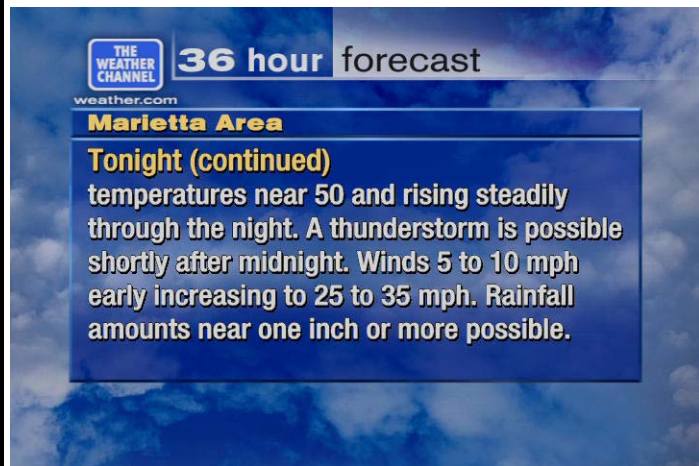 THE
WEATHER
CHANNEL
36 hour forecast
weather.com
Marietta Area
Tonight (continued)
temperatures near 50 and rising steadily
through the night. A thunderstorm is possible
shortly after midnight. Winds 5 to 10 mph
early increasing to 25 to 35 mph. Rainfall
amounts near one inch or more possible.